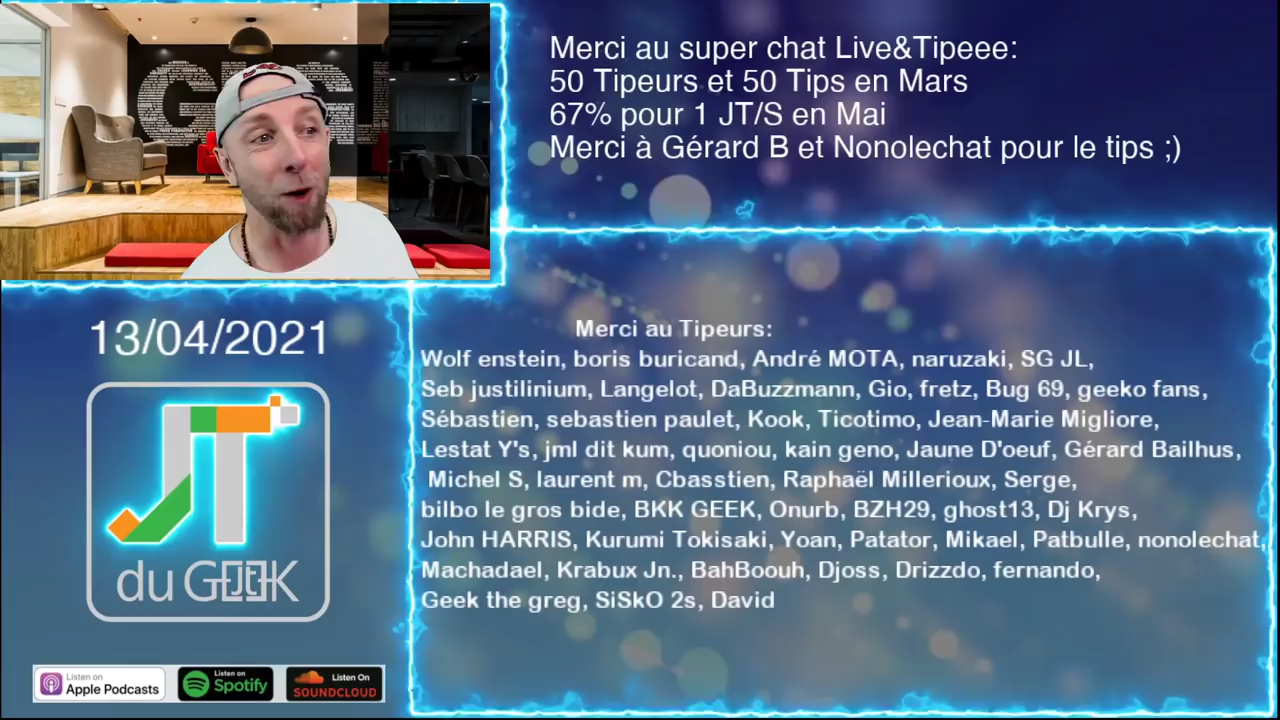 Merci au super chat Live&Tipeee:
50 Tipeurs et 50 Tips en Mars
67% pour 1 JT/S en Mai
Merci à Gérard B et Nonolechat pour le tips ;)
13/04/2021
JT
du GEEK
Listen on
Apple Podcasts
Listen on
Spotify
Listen On
SOUNDCLOUD
Merci au Tipeurs:
Wolf enstein, boris buricand, André MOTA, naruzaki, SG JL,
Seb justilinium, Langelot, DaBuzzmann, Gio, fretz, Bug 69, geeko fans,
Sébastien, sebastien paulet, Kook, Ticotimo, Jean-Marie Migliore,
Lestat Y's, jml dit kum, quoniou, kain geno, Jaune D'oeuf, Gérard Bailhus,
Michel S, laurent m, Cbasstien, Raphaël Millerioux, Serge,
bilbo le gros bide, BKK GEEK, Onurb, BZH29, ghost13, Dj Krys,
John HARRIS, Kurumi Tokisaki, Yoan, Patator, Mikael, Patbulle, nonolechat,
Machadael, Krabux Jn., BahBoouh, Djoss, Drizzdo, fernando,
Geek the greg, SiSkO 2s, David